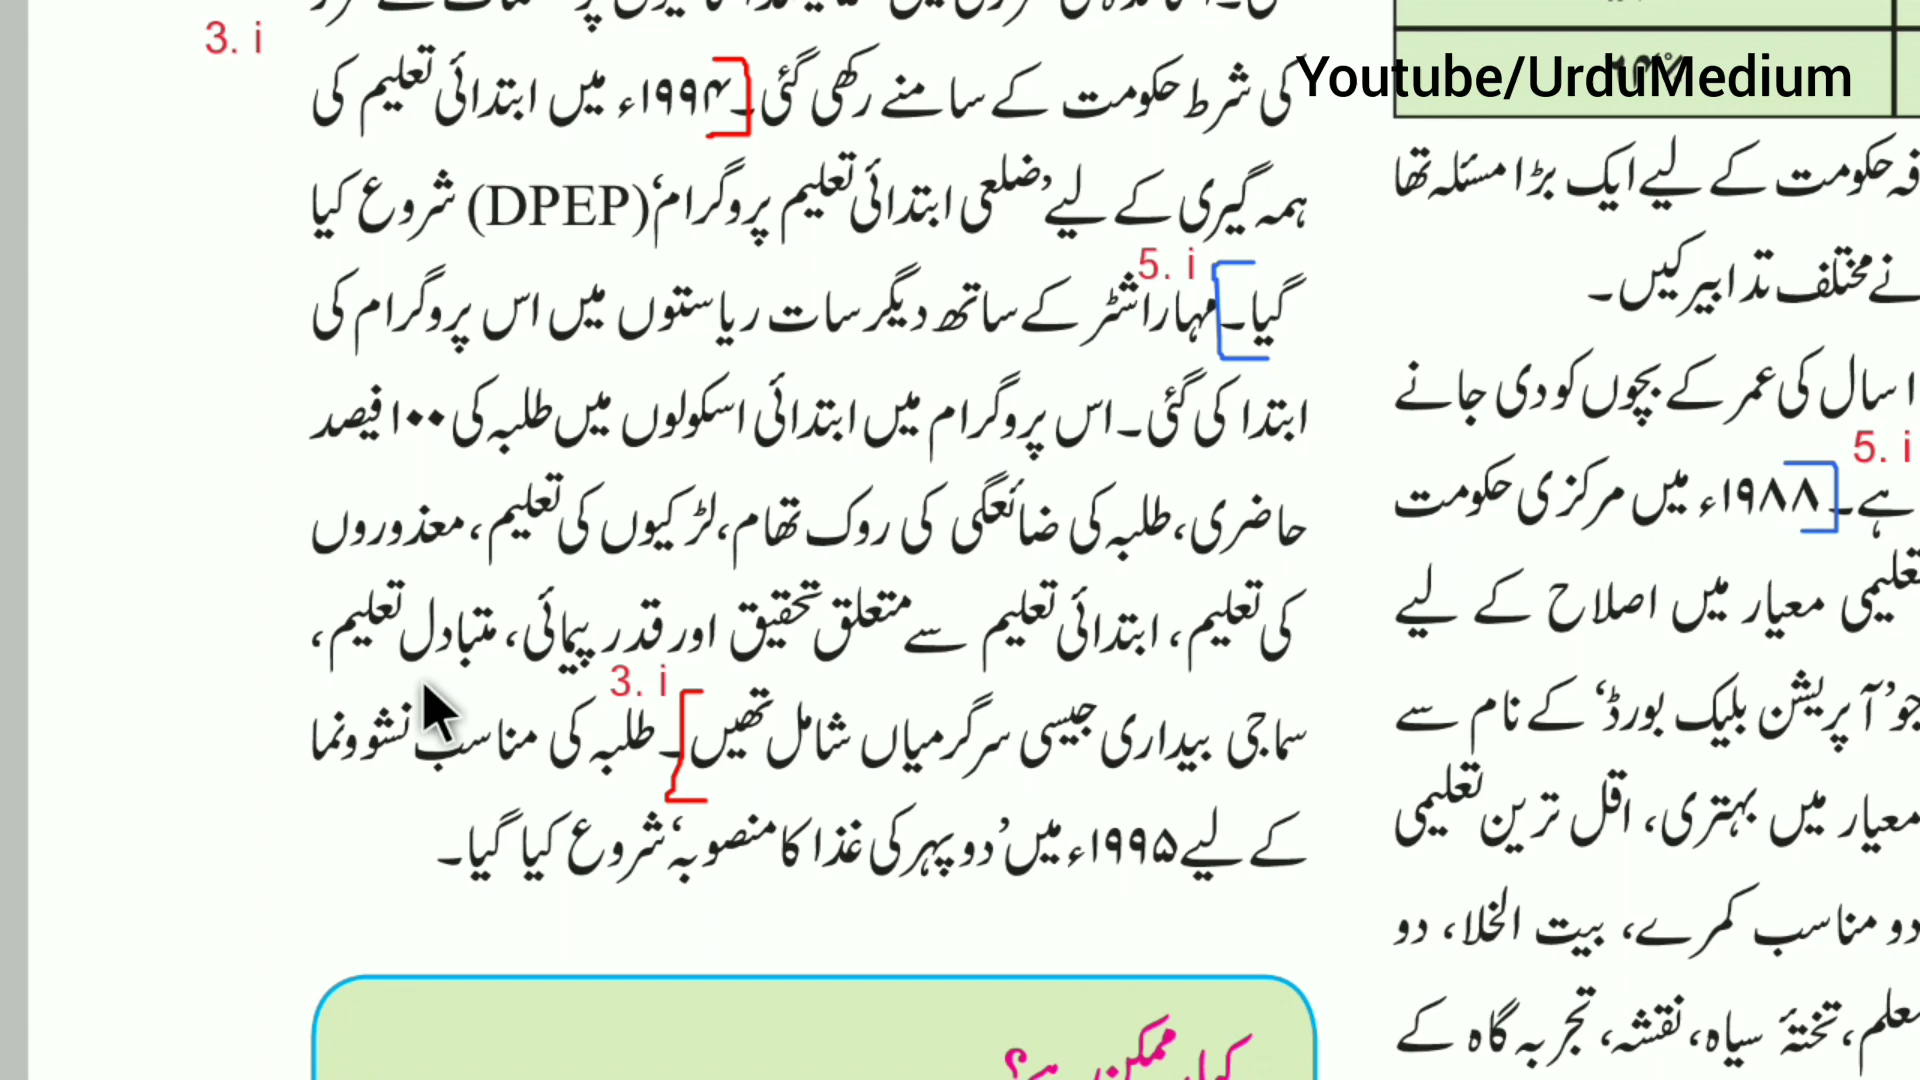 فہ حکومت کے لیے ایک بڑا مسئلہ تھا
نے مختلف تدابیر کیں۔
ا سال کی عمر کے بچوں کو دی جانے
5. i
ہے۔ ۱۹۸۸ء میں مرکزی حکومت
تعلیمی معیار میں اصلاح کے لیے
جو ’آپریشن بلیک بورڈ‘ کے نام سے
معیار میں بہتری، اقل ترین تعلیمی
دو مناسب کمرے، بیت الخلا، دو
معلم، تختۂ سیاہ، نقشہ، تجربہ گاہ کے
Youtube/UrduMedium
3. i
کی شرط حکومت کے سامنے رکھی گئی۔ ۱۹۹۴ء میں ابتدائی تعلیم کی
ہمہ گیری کے لیے ’ضلعی ابتدائی تعلیم پروگرام‘ (DPEP) شروع کیا
5. i
گیا۔ مہاراشٹر کے ساتھ دیگر سات ریاستوں میں اس پروگرام کی
ابتدا کی گئی۔ اس پروگرام میں ابتدائی اسکولوں میں طلبہ کی ۱۰۰ فیصد
حاضری، طلبہ کی ضائعگی کی روک تھام، لڑکیوں کی تعلیم، معذوروں
کی تعلیم، ابتدائی تعلیم سے متعلق تحقیق اور قدر پیمائی، متبادل تعلیم،
3. i
سماجی بیداری جیسی سرگرمیاں شامل تھیں۔ طلبہ کی مناسب نشوونما
کے لیے ۱۹۹۵ء میں ’دوپہر کی غذا کا منصوبہ‘ شروع کیا گیا۔